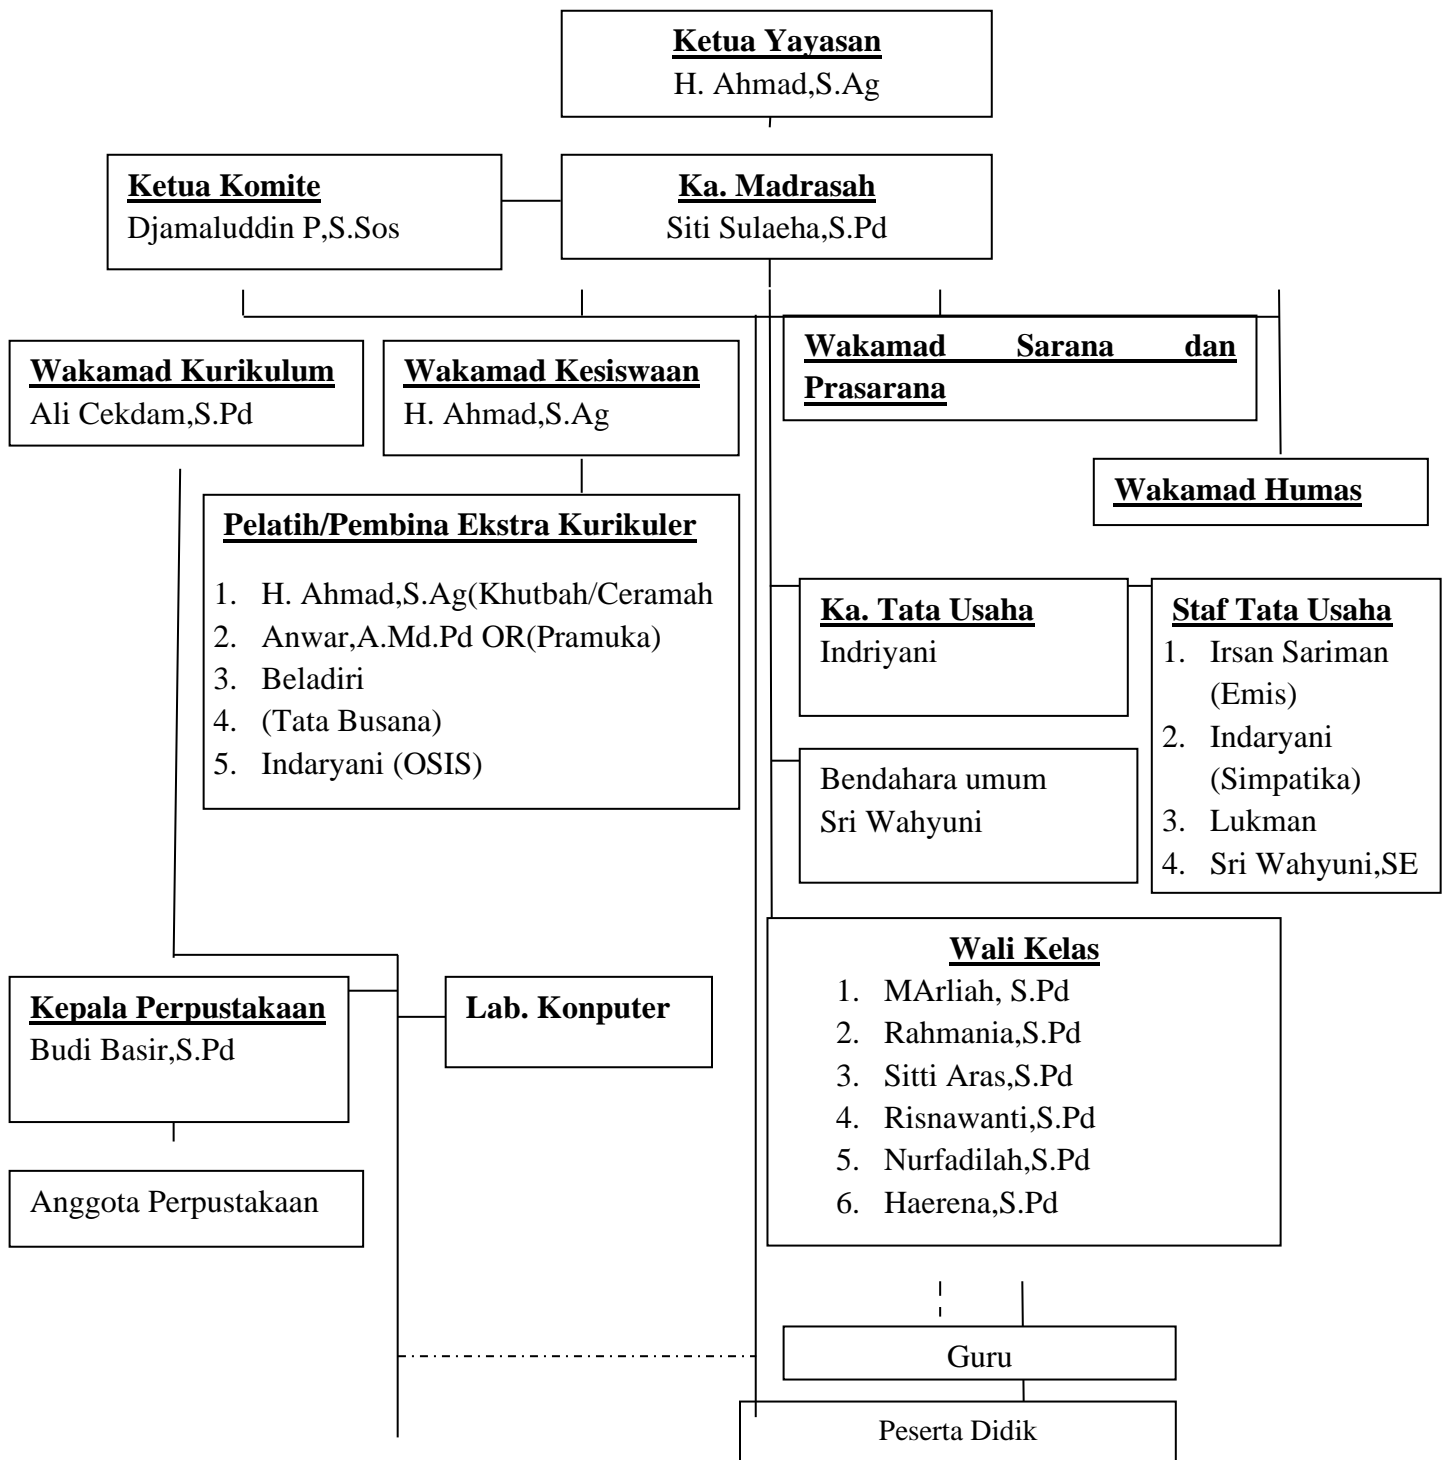 Ketua Yayasan
H. Ahmad,S.Ag
Ketua Komite
Djamaluddin P,S.Sos
Ka. Madrasah
Siti Sulaeha,S.Pd
Wakamad Kurikulum
Ali Cekdam,S.Pd
Wakamad Kesiswaan
H. Ahmad,S.Ag
Wakamad Sarana dan
Prasarana
Wakamad Humas
Pelatih/Pembina Ekstra Kurikuler
1. H. Ahmad,S.Ag(Khutbah/Ceramah
2. Anwar,A.Md.Pd OR(Pramuka)
3. Beladiri
4. (Tata Busana)
5. Indaryani (OSIS)
Ka. Tata Usaha
Indriyani
Staf Tata Usaha
1. Irsan Sariman
(Emis)
2. Indaryani
(Simpatika)
3. Lukman
4. Sri Wahyuni,SE
Bendahara umum
Sri Wahyuni
Wali Kelas
1. MArliah, S.Pd
2. Rahmania,S.Pd
3. Sitti Aras,S.Pd
4. Risnawanti,S.Pd
5. Nurfadilah,S.Pd
6. Haerena,S.Pd
Kepala Perpustakaan
Budi Basir,S.Pd
Lab. Konputer
Anggota Perpustakaan
Guru
Peserta Didik